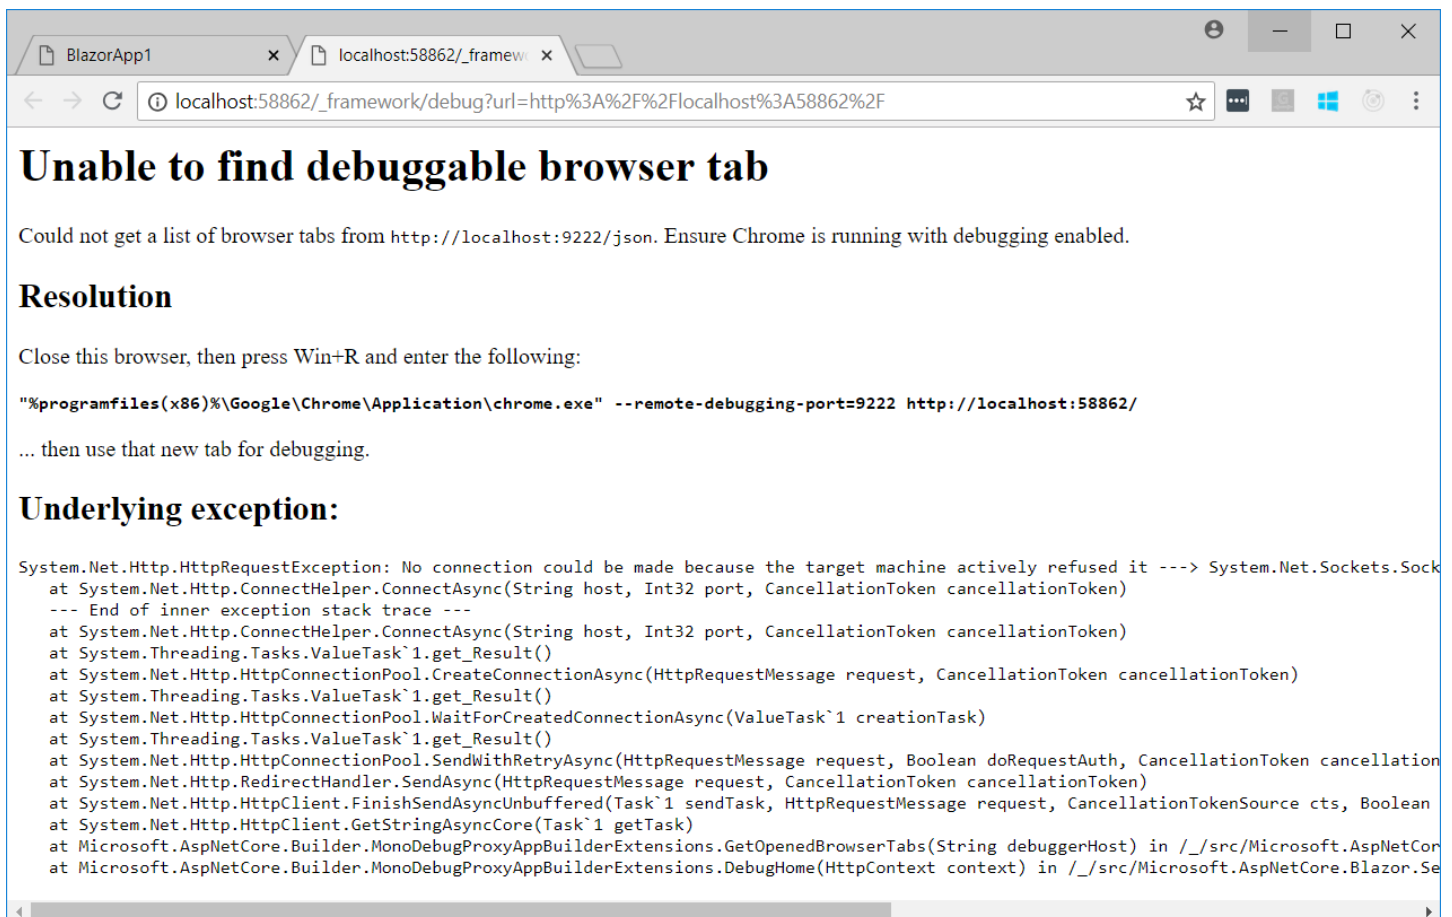 BlazorApp1
localhost:58862/_framew
localhost:58862/_framework/debug?url=http%3A%2F%2Flocalhost%3A58862%2F
Unable to find debuggable browser tab
Could not get a list of browser tabs from http://localhost:9222/json. Ensure Chrome is running with debugging enabled.
Resolution
Close this browser, then press Win+R and enter the following:
"%programfiles(x86)%\Google\Chrome\Application\chrome.exe" --remote-debugging-port=9222 http://localhost:58862/
... then use that new tab for debugging.
Underlying exception:
System.Net.Http.HttpRequestException: No connection could be made because the target machine actively refused it ---> System.Net.Sockets.Sock
at System.Net.Http.ConnectHelper.ConnectAsync(String host, Int32 port, CancellationToken cancellationToken)
--- End of inner exception stack trace ---
at System.Net.Http.ConnectHelper.ConnectAsync(String host, Int32 port, CancellationToken cancellationToken)
at System.Threading.Tasks.ValueTask`1.get_Result()
at System.Net.Http.HttpConnectionPool.CreateConnectionAsync(HttpRequestMessage request, CancellationToken cancellationToken)
at System.Threading.Tasks.ValueTask`1.get_Result()
at System.Net.Http.HttpConnectionPool.WaitForCreatedConnectionAsync(ValueTask`1 creationTask)
at System.Threading.Tasks.ValueTask`1.get_Result()
at System.Net.Http.HttpConnectionPool.SendWithRetryAsync(HttpRequestMessage request, Boolean doRequestAuth, CancellationToken cancellation
at System.Net.Http.RedirectHandler.SendAsync(HttpRequestMessage request, CancellationToken cancellationToken)
at System.Net.Http.HttpClient.FinishSendAsyncUnbuffered(Task`1 sendTask, HttpRequestMessage request, CancellationTokenSource cts, Boolean
at System.Net.Http.HttpClient.GetStringAsyncCore(Task`1 getTask)
at Microsoft.AspNetCore.Builder.MonoDebugProxyAppBuilderExtensions.GetOpenedBrowserTabs(String debuggerHost) in /_/src/Microsoft.AspNetCor
at Microsoft.AspNetCore.Builder.MonoDebugProxyAppBuilderExtensions.DebugHome(HttpContext context) in /_/src/Microsoft.AspNetCore.Blazor.Se